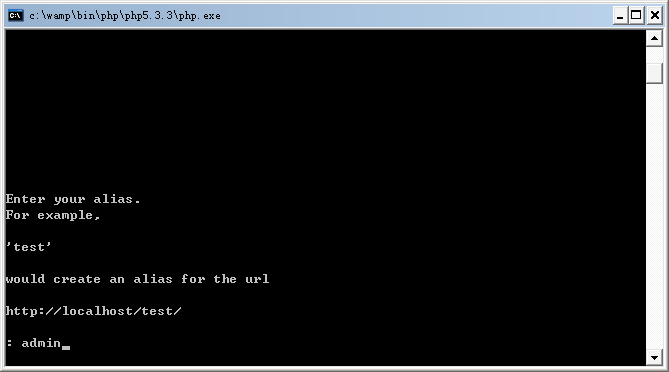 c:\wamp\bin\php\php5.3.3\php.exe
Enter your alias.
For example,
'test'
would create an alias for the url
http://localhost/test/
: admin_